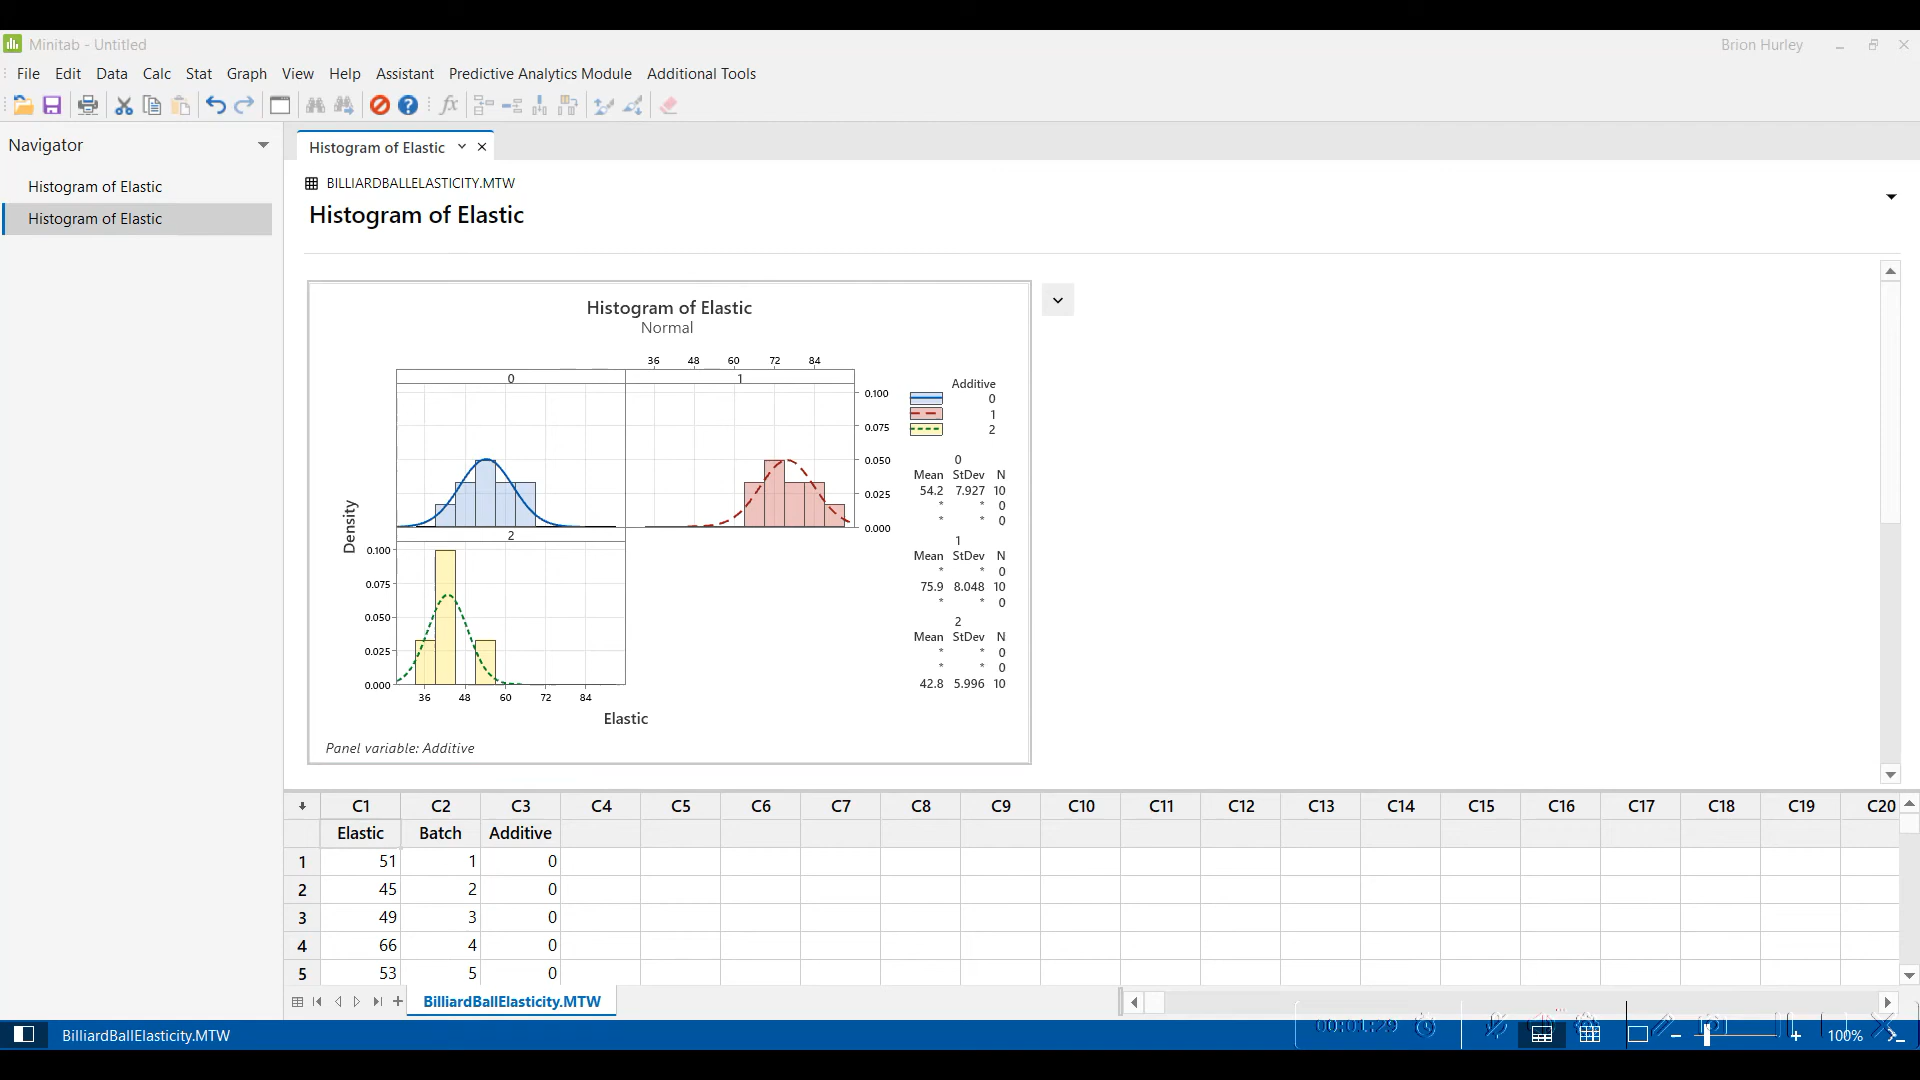 Minitab - Untitled
Brion Hurley
File Edit Data Calc Stat Graph View Help Assistant Predictive Analytics Module Additional Tools
Navigator
Histogram of Elastic
Histogram of Elastic
Histogram of Elastic
BILLIARDBALLELASTICITY.MTW
Histogram of Elastic
Histogram of Elastic
Normal
36 48 60 72 84
0 1
0.100
0.075
0.050
0.025
0.000
Density
2
0.100
0.075
0.050
0.025
0.000
36 48 60 72 84
Elastic
Panel variable: Additive
Additive
0
1
2
0
Mean StDev N
54.2 7.927 10
* * 0
* * 0
1
Mean StDev N
* * 0
75.9 8.048 10
* * 0
2
Mean StDev N
* * 0
* * 0
42.8 5.996 10
C1 C2 C3 C4 C5 C6 C7 C8 C9 C10 C11 C12 C13 C14 C15 C16 C17 C18 C19 C20
Elastic Batch Additive
1 51 1 0
2 45 2 0
3 49 3 0
4 66 4 0
5 53 5 0
BilliardBallElasticity.MTW
BilliardBallElasticity.MTW
00:01:29
100%